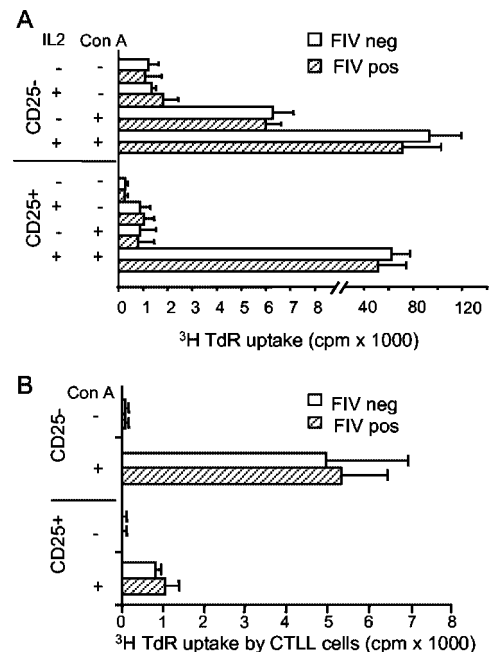 A
IL2 Con A
FIV neg
FIV pos
CD25-
- -
+ -
- +
+ +
CD25+
- -
+ -
- +
+ +
0 1 2 3 4 5 6 7 8 40 60 80 100 120
³H TdR uptake (cpm x 1000)
B
Con A
FIV neg
FIV pos
CD25-
-
+
CD25+
-
+
0 1 2 3 4 5 6 7 8
³H TdR uptake by CTLL cells (cpm x 1000)